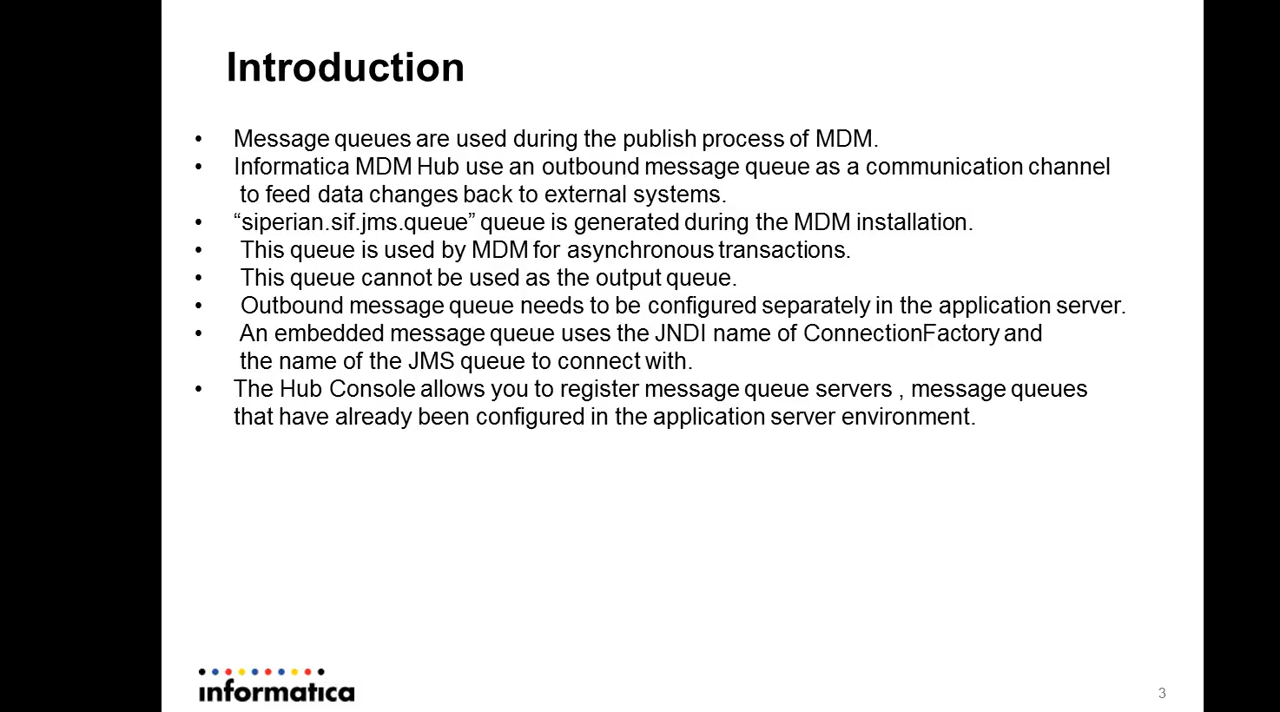 Introduction
• Message queues are used during the publish process of MDM.
• Informatica MDM Hub use an outbound message queue as a communication channel
to feed data changes back to external systems.
• “siperian.sif.jms.queue” queue is generated during the MDM installation.
• This queue is used by MDM for asynchronous transactions.
• This queue cannot be used as the output queue.
• Outbound message queue needs to be configured separately in the application server.
• An embedded message queue uses the JNDI name of ConnectionFactory and
the name of the JMS queue to connect with.
• The Hub Console allows you to register message queue servers , message queues
that have already been configured in the application server environment.
informatica
3